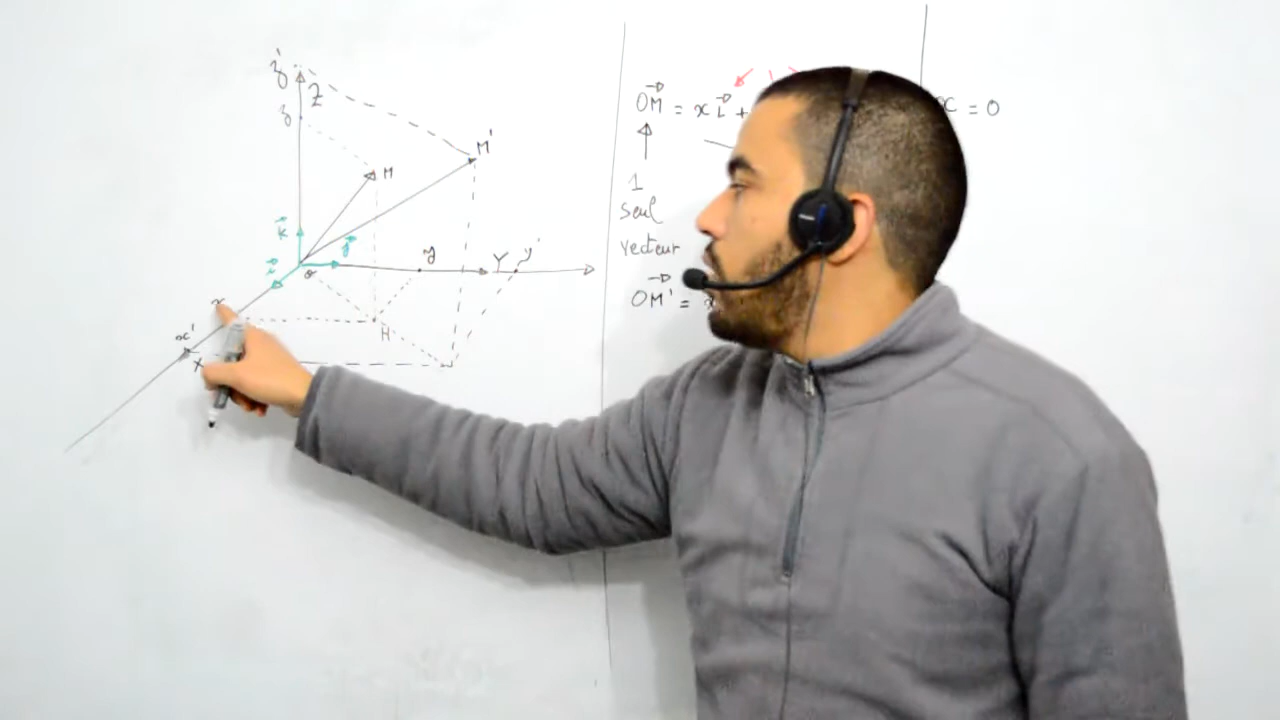 z'
Z
z
M'
M
k
j
i
o
y
Y
y'
x
H
x'
X
OM = x i +
x = 0
1
seul
vecteur
OM' = x